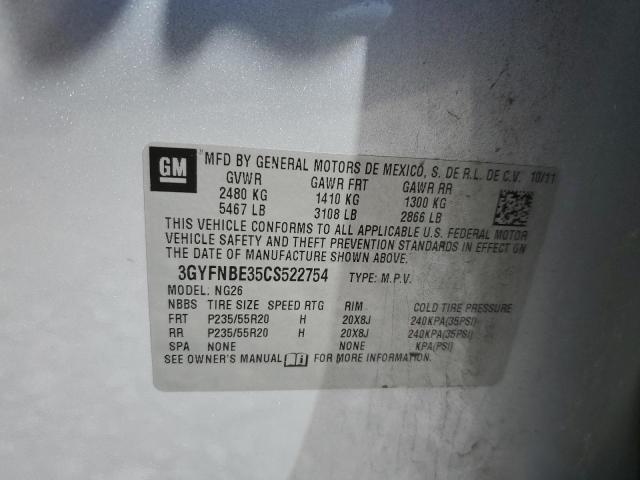 GM MFD BY GENERAL MOTORS DE MEXICO, S. DE R.L. DE C.V. 10/11
GVWR GAWR FRT GAWR RR
2480 KG 1410 KG 1300 KG
5467 LB 3108 LB 2866 LB
THIS VEHICLE CONFORMS TO ALL APPLICABLE U.S. FEDERAL MOTOR
VEHICLE SAFETY AND THEFT PREVENTION STANDARDS IN EFFECT ON
THE DATE OF MANUFACTURE SHOWN ABOVE.
3GYFNBE35CS522754 TYPE: M.P.V.
MODEL: NG26
NBBS TIRE SIZE SPEED RTG RIM COLD TIRE PRESSURE
FRT P235/55R20 H 20X8J 240KPA(35PSI)
RR P235/55R20 H 20X8J 240KPA(35PSI)
SPA NONE NONE KPA(PSI)
SEE OWNER'S MANUAL i FOR MORE INFORMATION.